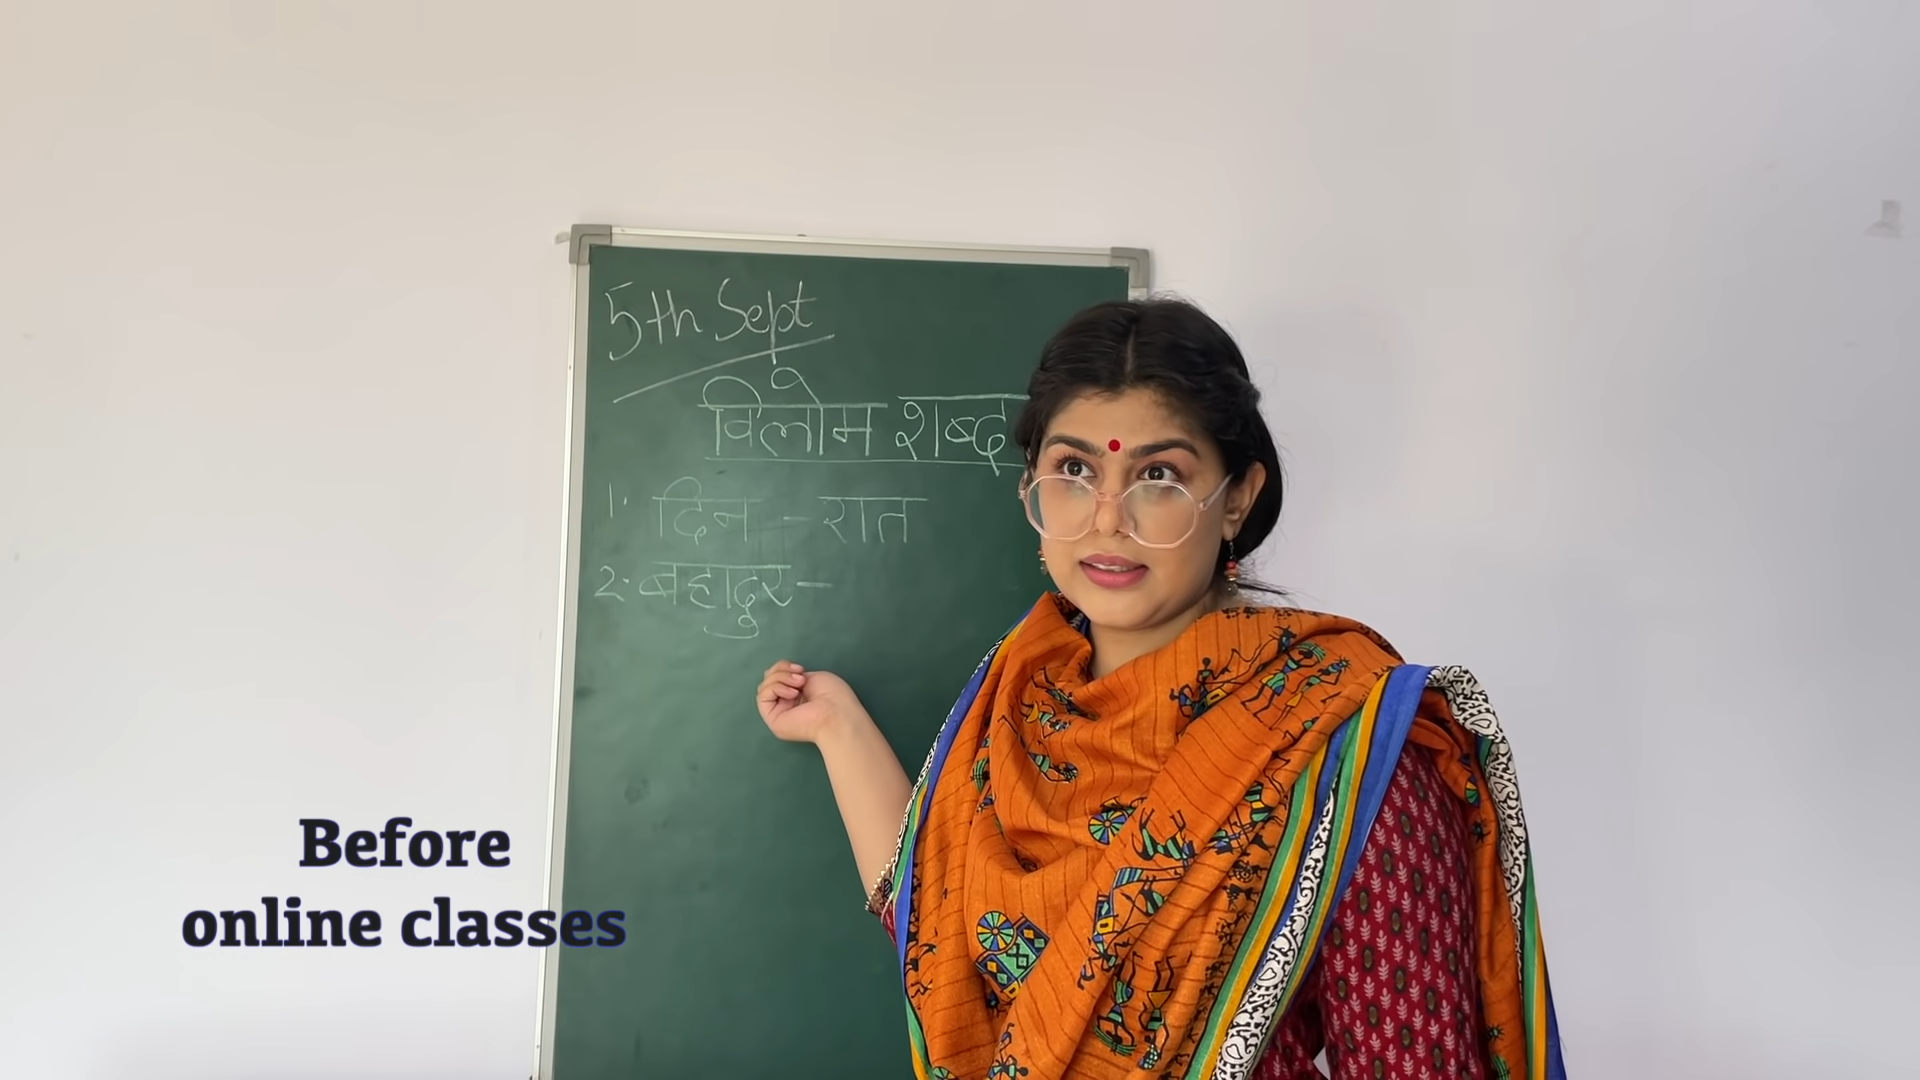 5th Sept
विलोम शब्द
1. दिन - रात
2. बहादुर -
Before
online classes